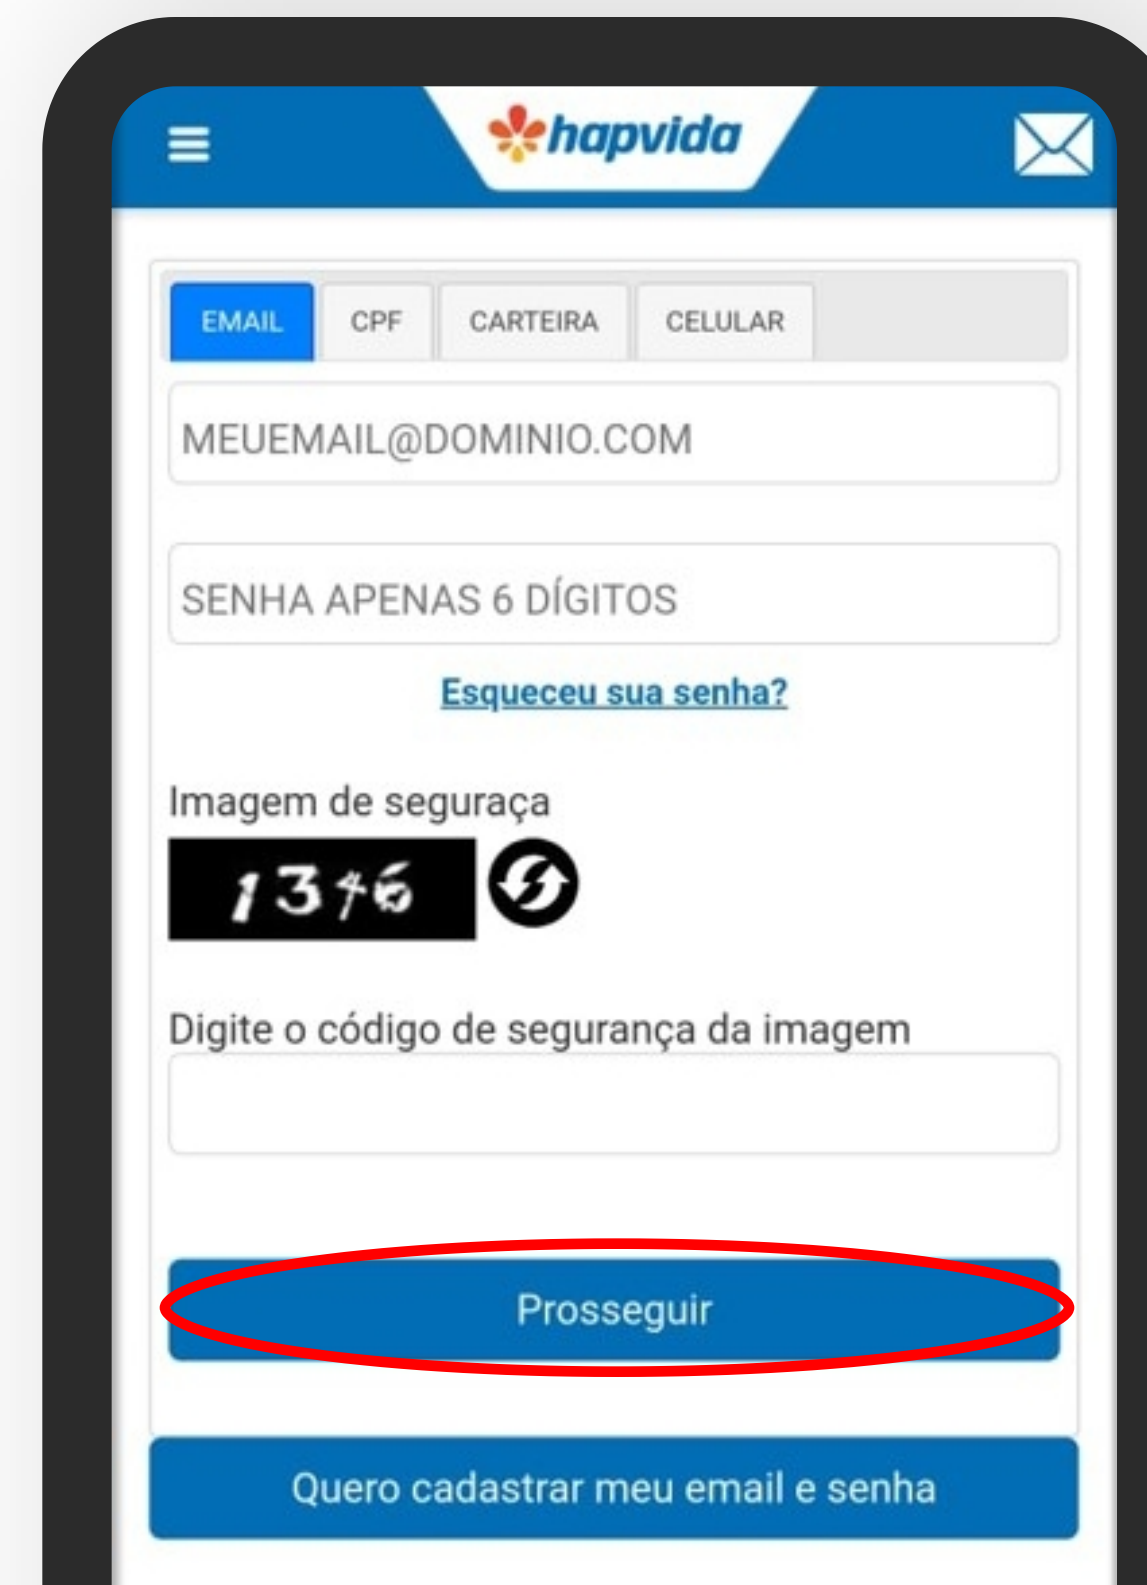 hapvida
EMAIL CPF CARTEIRA CELULAR
MEUEMAIL@DOMINIO.COM
SENHA APENAS 6 DÍGITOS
Esqueceu sua senha?
Imagem de seguraça
1376
Digite o código de segurança da imagem
Prosseguir
Quero cadastrar meu email e senha